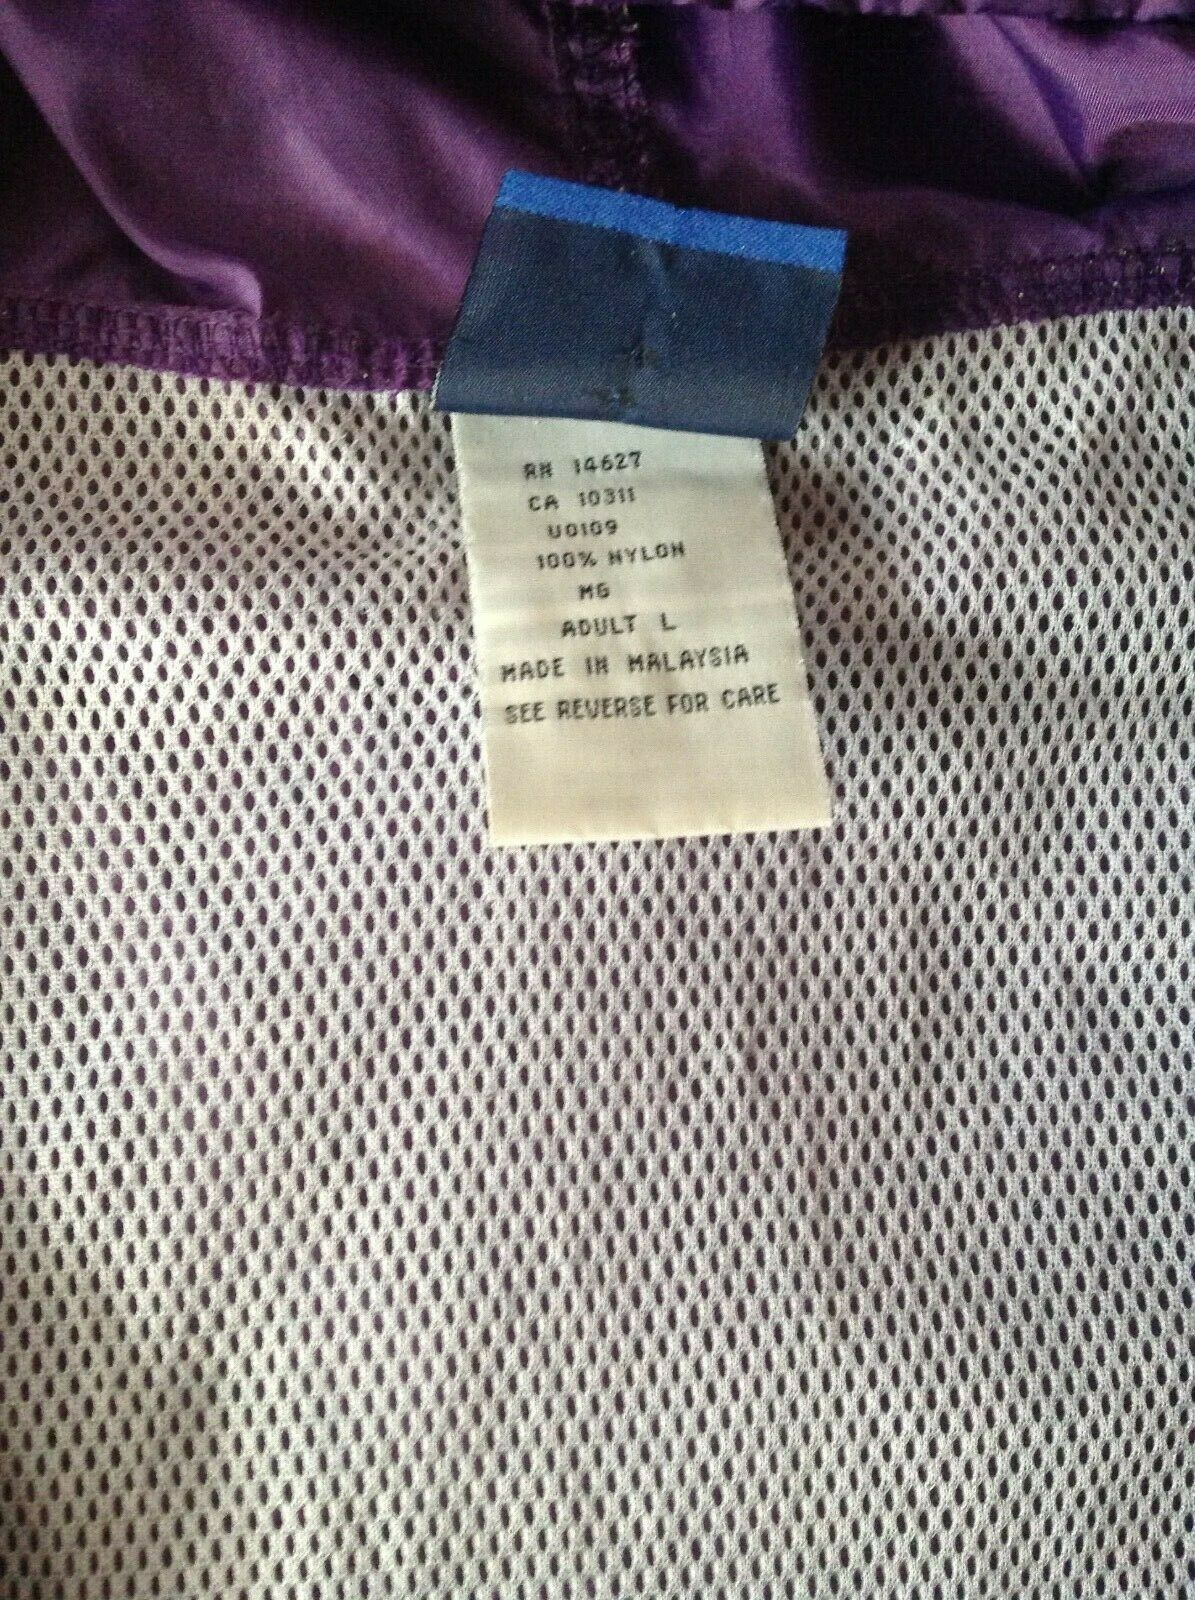 RN 14627
CA 10311
U0109
100% NYLON
MG
ADULT L
MADE IN MALAYSIA
SEE REVERSE FOR CARE